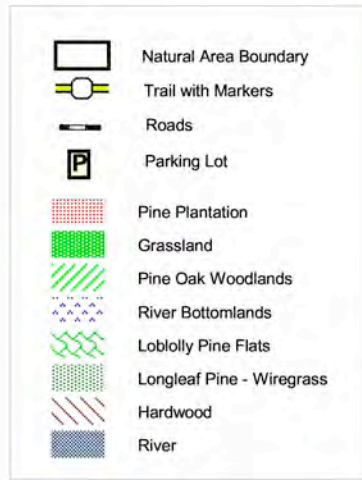 Natural Area Boundary
Trail with Markers
Roads
P
Parking Lot
Pine Plantation
Grassland
Pine Oak Woodlands
River Bottomlands
Loblolly Pine Flats
Longleaf Pine - Wiregrass
Hardwood
River